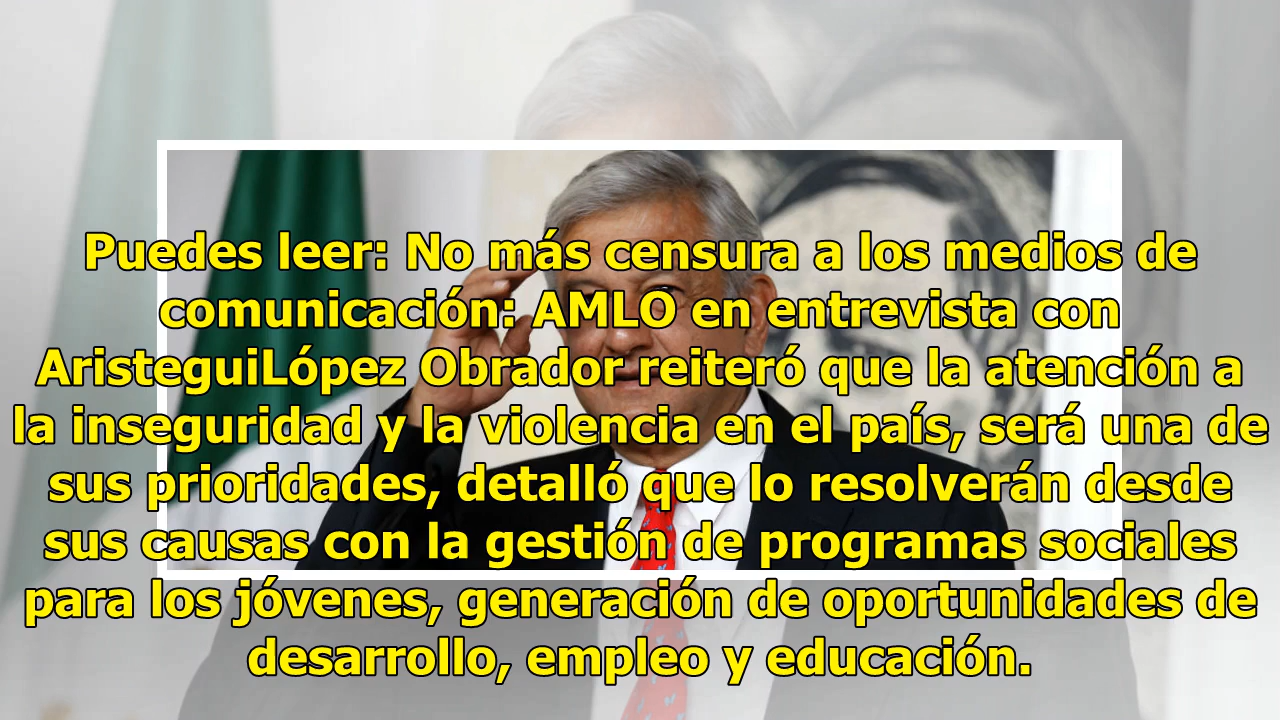 Puedes leer: No más censura a los medios de
comunicación: AMLO en entrevista con
AristeguiLópez Obrador reiteró que la atención a
la inseguridad y la violencia en el país, será una de
sus prioridades, detalló que lo resolverán desde
sus causas con la gestión de programas sociales
para los jóvenes, generación de oportunidades de
desarrollo, empleo y educación.